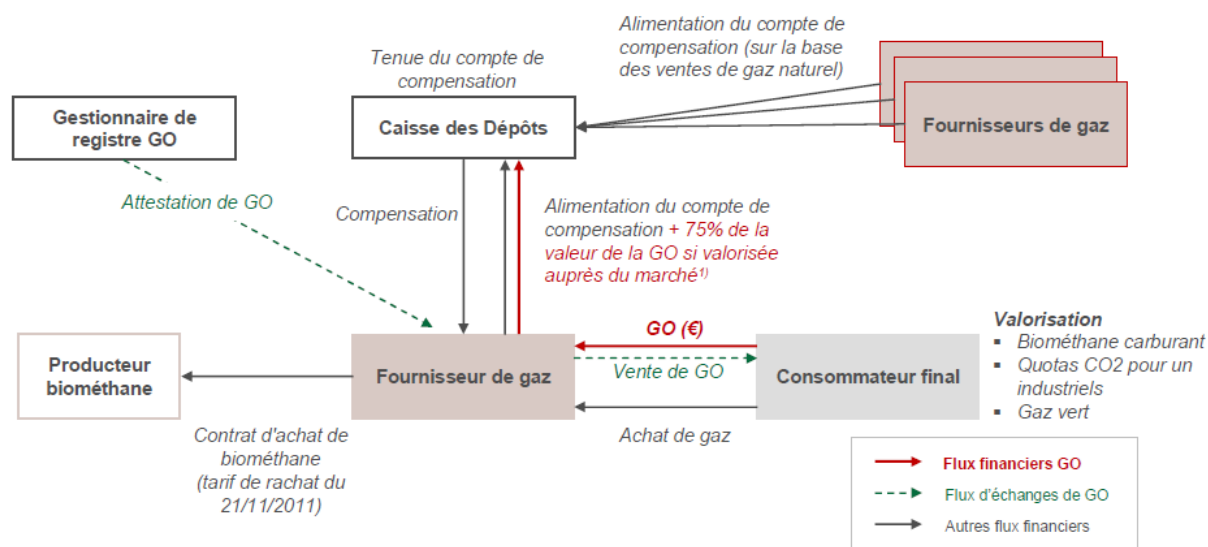 Alimentation du compte de
compensation (sur la base
des ventes de gaz naturel)
Tenue du compte de
compensation
Gestionnaire de
registre GO
Caisse des Dépôts
Fournisseurs de gaz
Attestation de GO
Compensation
Alimentation du compte de
compensation + 75% de la
valeur de la GO si valorisée
auprès du marché¹⁾
Producteur
biométhane
Fournisseur de gaz
GO (€)
Vente de GO
Consommateur final
Valorisation
▪ Biométhane carburant
▪ Quotas CO2 pour un
industriels
▪ Gaz vert
Contrat d'achat de
biométhane
(tarif de rachat du
21/11/2011)
Achat de gaz
Flux financiers GO
Flux d'échanges de GO
Autres flux financiers